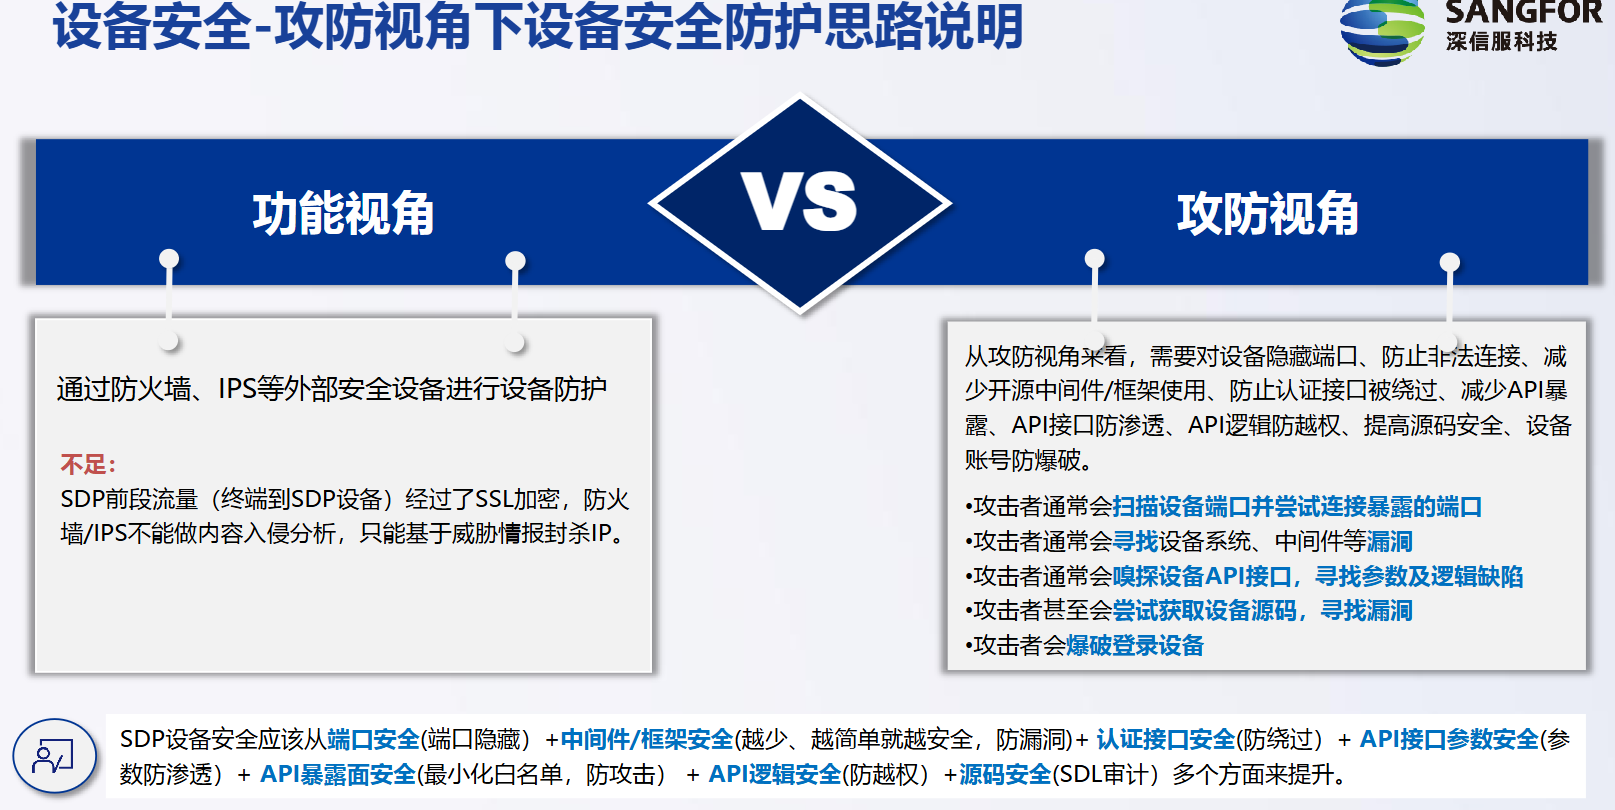 设备安全-攻防视角下设备安全防护思路说明
SANGFOR
深信服科技
功能视角
VS
攻防视角
通过防火墙、IPS等外部安全设备进行设备防护
不足：
SDP前段流量（终端到SDP设备）经过了SSL加密，防火
墙/IPS不能做内容入侵分析，只能基于威胁情报封杀IP。
从攻防视角来看，需要对设备隐藏端口、防止非法连接、减
少开源中间件/框架使用、防止认证接口被绕过、减少API暴
露、API接口防渗透、API逻辑防越权、提高源码安全、设备
账号防爆破。
•攻击者通常会扫描设备端口并尝试连接暴露的端口
•攻击者通常会寻找设备系统、中间件等漏洞
•攻击者通常会嗅探设备API接口，寻找参数及逻辑缺陷
•攻击者甚至会尝试获取设备源码，寻找漏洞
•攻击者会爆破登录设备
SDP设备安全应该从端口安全(端口隐藏）+中间件/框架安全(越少、越简单就越安全，防漏洞)+ 认证接口安全(防绕过）+ API接口参数安全(参
数防渗透）+ API暴露面安全(最小化白名单，防攻击） + API逻辑安全(防越权）+源码安全(SDL审计）多个方面来提升。